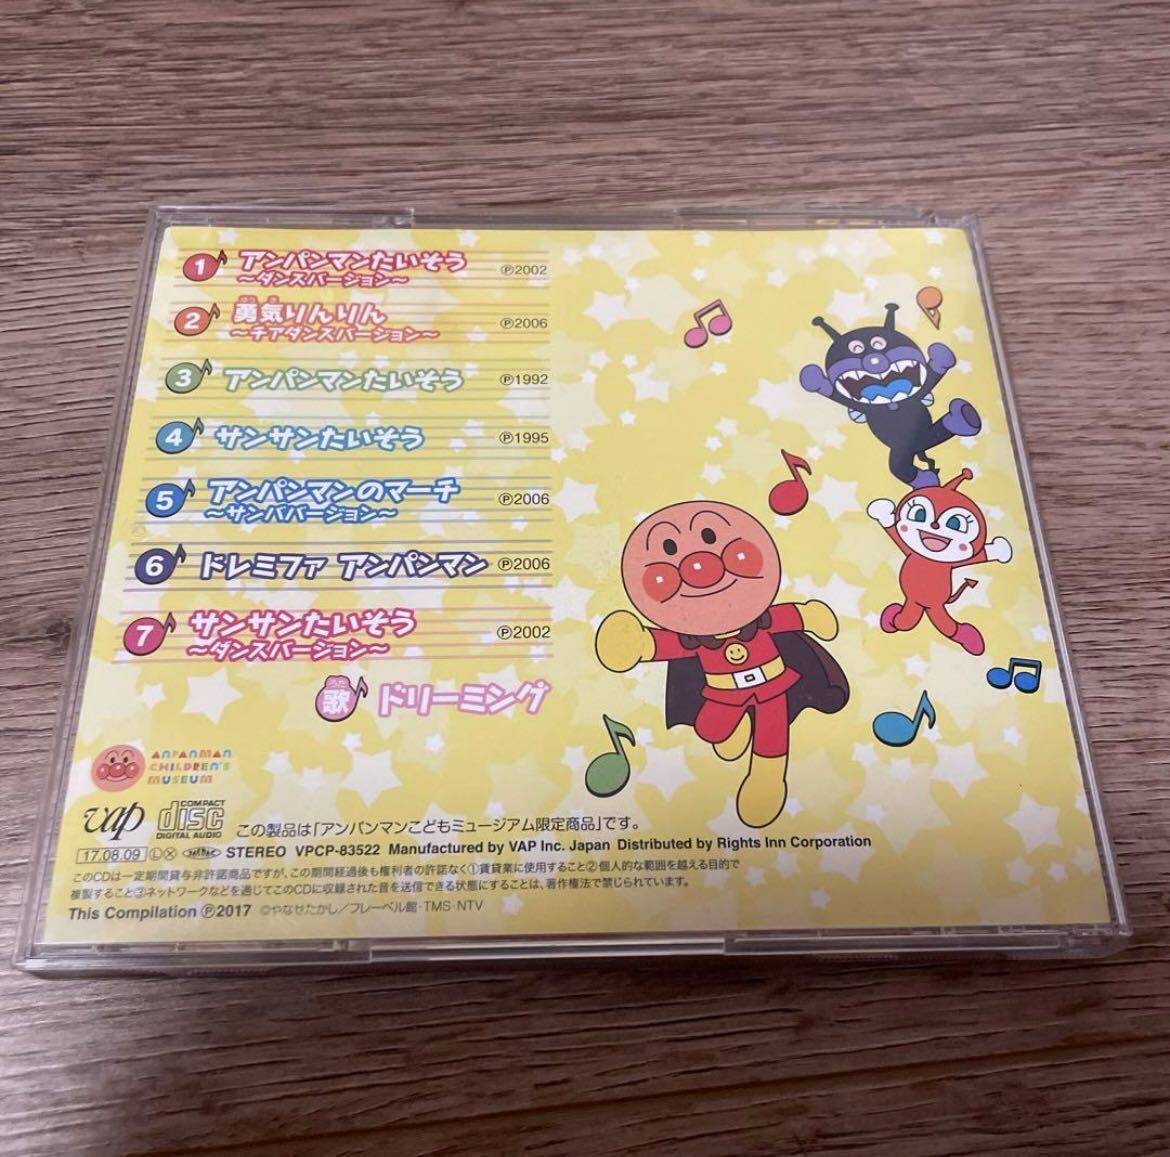 1 アンパンマンたいそう ℗2002
～ダンスバージョン～
2 勇気りんりん ℗2006
～チアダンスバージョン～
3 アンパンマンたいそう ℗1992
4 サンサンたいそう ℗1995
5 アンパンマンのマーチ ℗2006
～サンババージョン～
6 ドレミファ アンパンマン ℗2006
7 サンサンたいそう ℗2002
～ダンスバージョン～
歌 ドリーミング
ANPANMAN
CHILDREN'S
MUSEUM
vap COMPACT disc DIGITAL AUDIO この製品は「アンパンマンこどもミュージアム限定商品」です。
17.08.09 Ⓛ STEREO VPCP-83522 Manufactured by VAP Inc. Japan Distributed by Rights Inn Corporation
このCDは一定期間貸与非許諾商品ですが、この期間経過後も権利者の許諾なく①賃貸業に使用すること②個人的な範囲を越える目的で
複製すること③ネットワークなどを通じてこのCDに収録された音を送信できる状態にすることは、著作権法で禁じられています。
This Compilation ℗2017 ©やなせたかし／フレーベル館・TMS・NTV